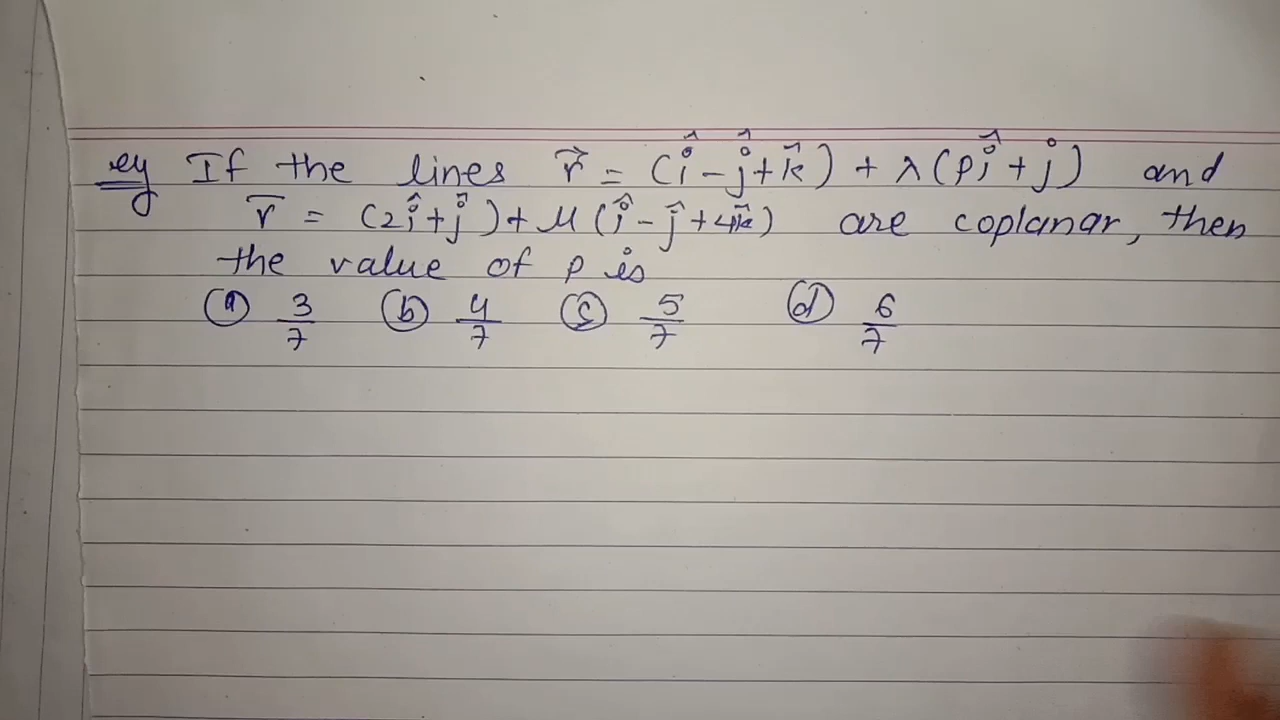 eg If the lines r⃗ = (î - ĵ + k̂) + λ(pî + j) and
r̄ = (2î + ĵ) + μ(î - ĵ + 4k̂) are coplanar, then
the value of p is
(a) 3/7 (b) 4/7 (c) 5/7 (d) 6/7